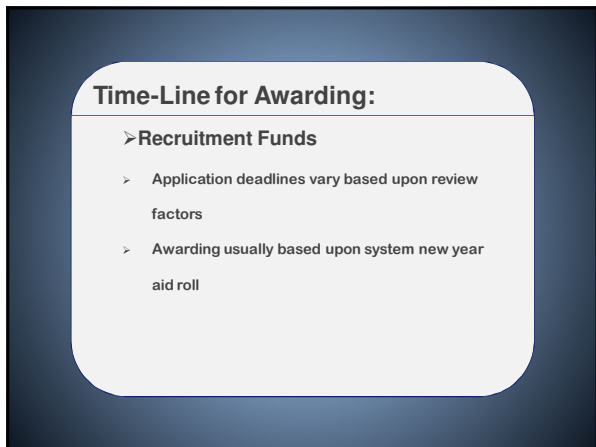 Time-Line for Awarding:
➢Recruitment Funds
➢ Application deadlines vary based upon review
factors
➢ Awarding usually based upon system new year
aid roll